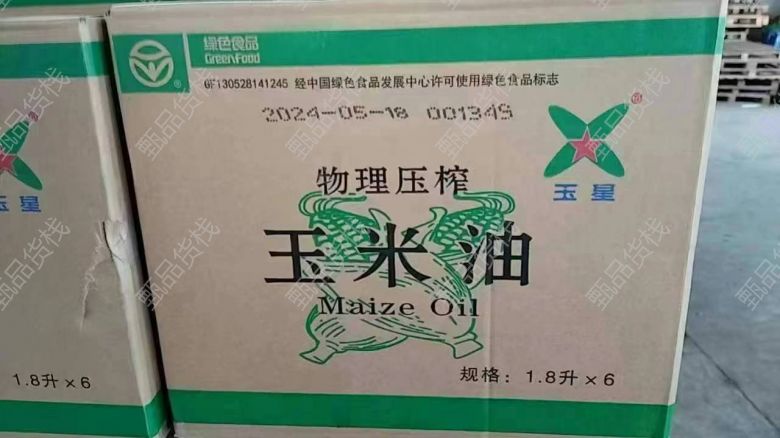 绿色食品
GreenFood
GF130528141245 经中国绿色食品发展中心许可使用绿色食品标志
2024-05-18 001349
玉星
物理压榨
玉米油
Maize Oil
规格：1.8升×6
玉星
1.8升×6
甄品货栈